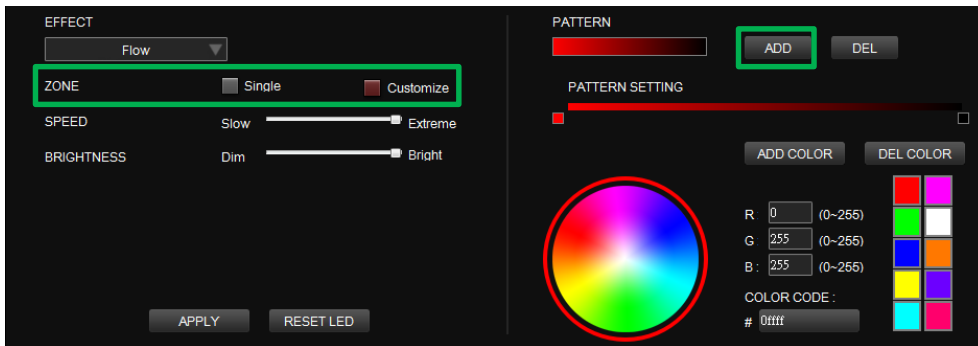 EFFECT
Flow
ZONE Single Customize
SPEED Slow Extreme
BRIGHTNESS Dim Bright
APPLY RESET LED
PATTERN
ADD DEL
PATTERN SETTING
ADD COLOR DEL COLOR
R 0 (0~255)
G 255 (0~255)
B : 255 (0~255)
COLOR CODE :
# 0ffff